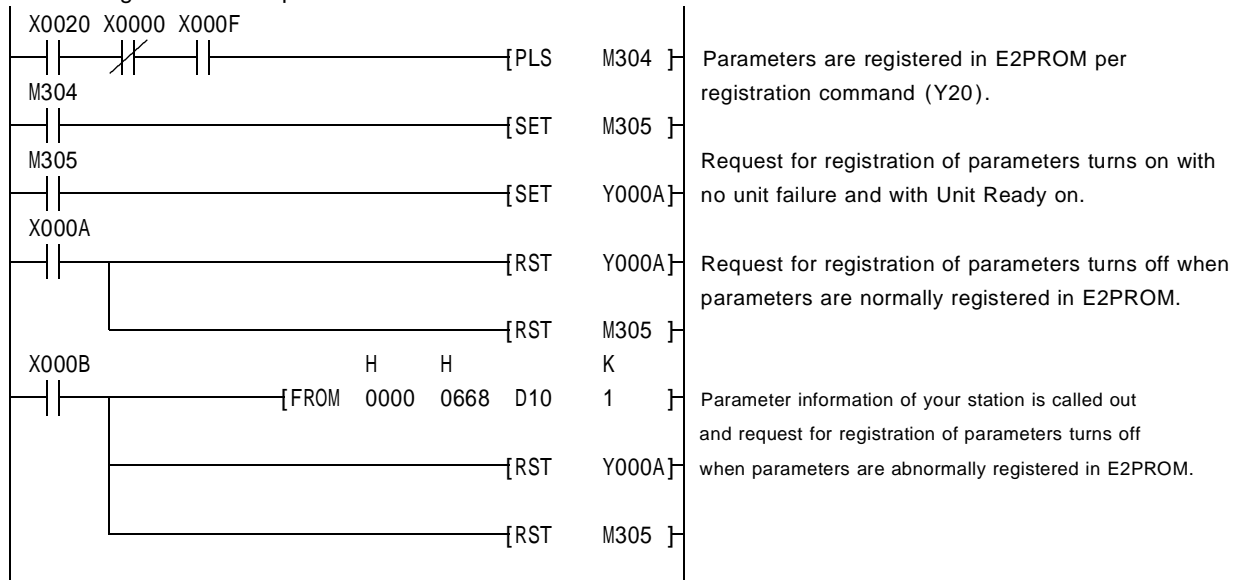 X0020 X0000 X000F
[PLS M304 ] Parameters are registered in E2PROM per
M304 registration command (Y20).
[SET M305 ]
M305 Request for registration of parameters turns on with
[SET Y000A] no unit failure and with Unit Ready on.
X000A
[RST Y000A] Request for registration of parameters turns off when
parameters are normally registered in E2PROM.
[RST M305 ]
X000B H H K
[FROM 0000 0668 D10 1 ] Parameter information of your station is called out
and request for registration of parameters turns off
[RST Y000A] when parameters are abnormally registered in E2PROM.
[RST M305 ]